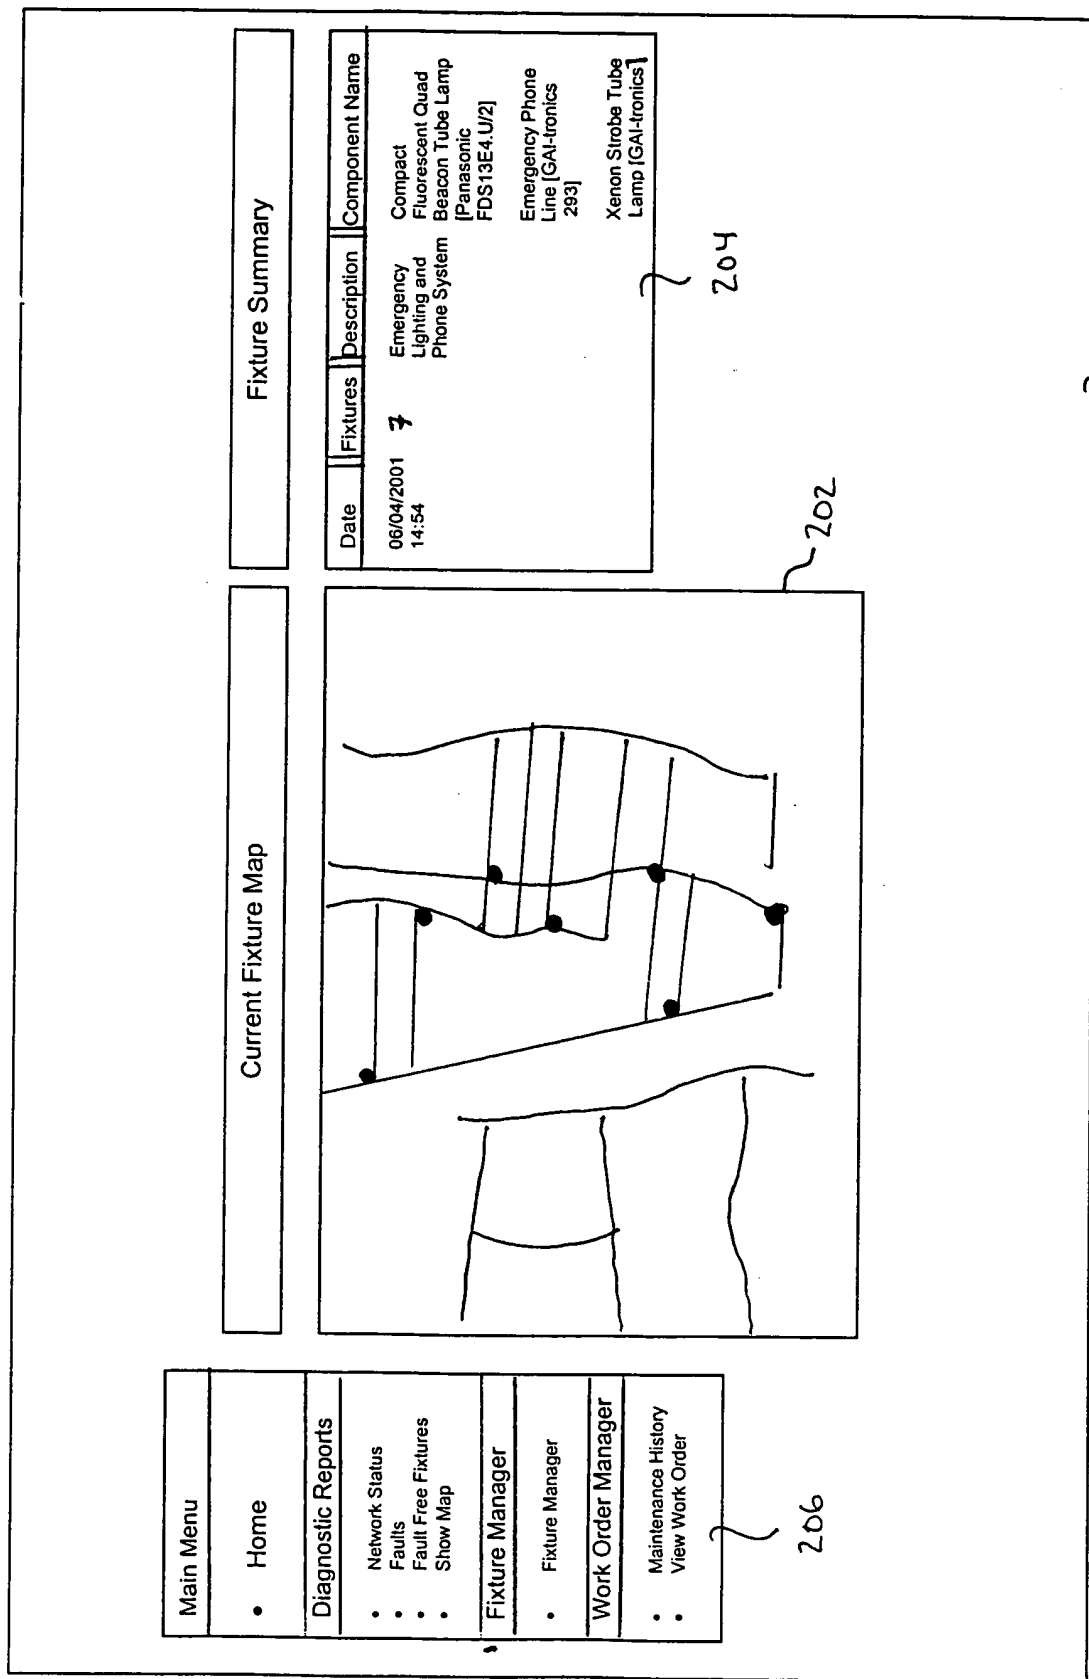 Main Menu
• Home
Diagnostic Reports
• Network Status
• Faults
• Fault Free Fixtures
• Show Map
Fixture Manager
• Fixture Manager
Work Order Manager
• Maintenance History
• View Work Order
206
Current Fixture Map
202
Fixture Summary
Date Fixtures Description Component Name
06/04/2001
14:54
7
Emergency
Lighting and
Phone System
Compact
Fluorescent Quad
Beacon Tube Lamp
[Panasonic
FDS13E4.U/2]
Emergency Phone
Line [GAI-tronics
293]
Xenon Strobe Tube
Lamp [GAI-tronics]
204